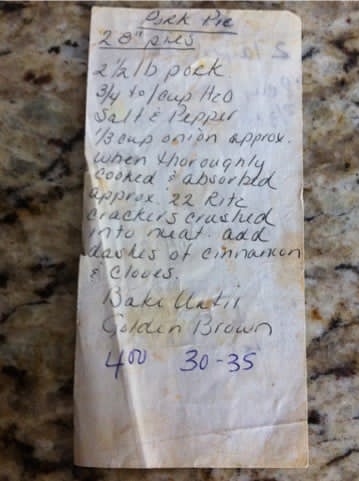 Pork Pie
2 8" pies
2 1/2 lb pork
3/4 to 1 cup H2O
Salt & Pepper
1/3 cup onion approx.
when thoroughly
cooked & absorbed
approx. 22 Ritz
crackers crushed
into meat. add
dashes of cinnamon
& cloves.
Bake Until
Golden Brown
400 30-35